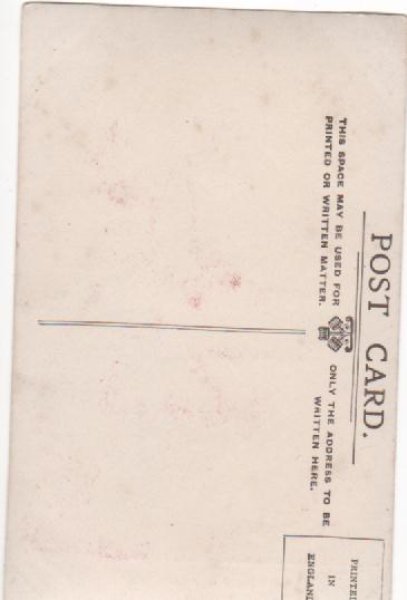 POST CARD.
THIS SPACE MAY BE USED FOR
PRINTED OR WRITTEN MATTER.
ONLY THE ADDRESS TO BE
WRITTEN HERE.
PRINTED
IN
ENGLAND